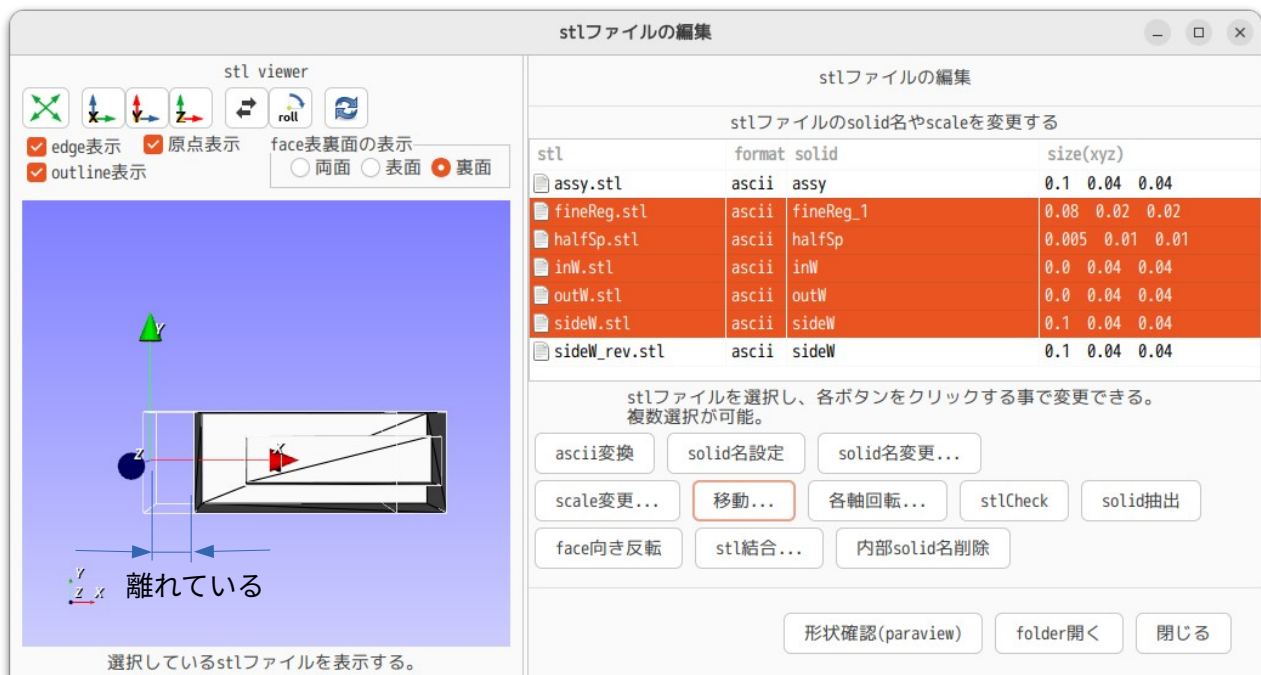 stlファイルの編集
stl viewer
X Y Z roll
edge表示 原点表示
outline表示
face表裏面の表示
両面 表面 裏面
Y
Z X
離れている
Y
Z X
選択しているstlファイルを表示する。
stlファイルの編集
stlファイルのsolid名やscaleを変更する
stl format solid size(xyz)
assy.stl ascii assy 0.1 0.04 0.04
fineReg.stl ascii fineReg_1 0.08 0.02 0.02
halfSp.stl ascii halfSp 0.005 0.01 0.01
inW.stl ascii inW 0.0 0.04 0.04
outW.stl ascii outW 0.0 0.04 0.04
sideW.stl ascii sideW 0.1 0.04 0.04
sideW_rev.stl ascii sideW 0.1 0.04 0.04
stlファイルを選択し、各ボタンをクリックする事で変更できる。
複数選択が可能。
ascii変換 solid名設定 solid名変更...
scale変更... 移動... 各軸回転... stlCheck solid抽出
face向き反転 stl結合... 内部solid名削除
形状確認(paraview) folder開く 閉じる